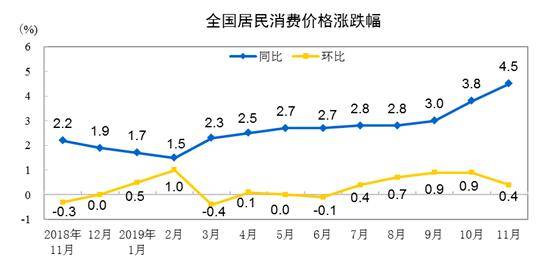 全国居民消费价格涨跌幅
(%)
同比
环比
6
5
4
3
2
1
0
-1
2.2
1.9
1.7
1.5
2.3
2.5
2.7
2.7
2.8
2.8
3.0
3.8
4.5
-0.3
0.0
0.5
1.0
-0.4
0.1
0.0
-0.1
0.4
0.7
0.9
0.9
0.4
2018年
11月
12月
2019年
1月
2月
3月
4月
5月
6月
7月
8月
9月
10月
11月